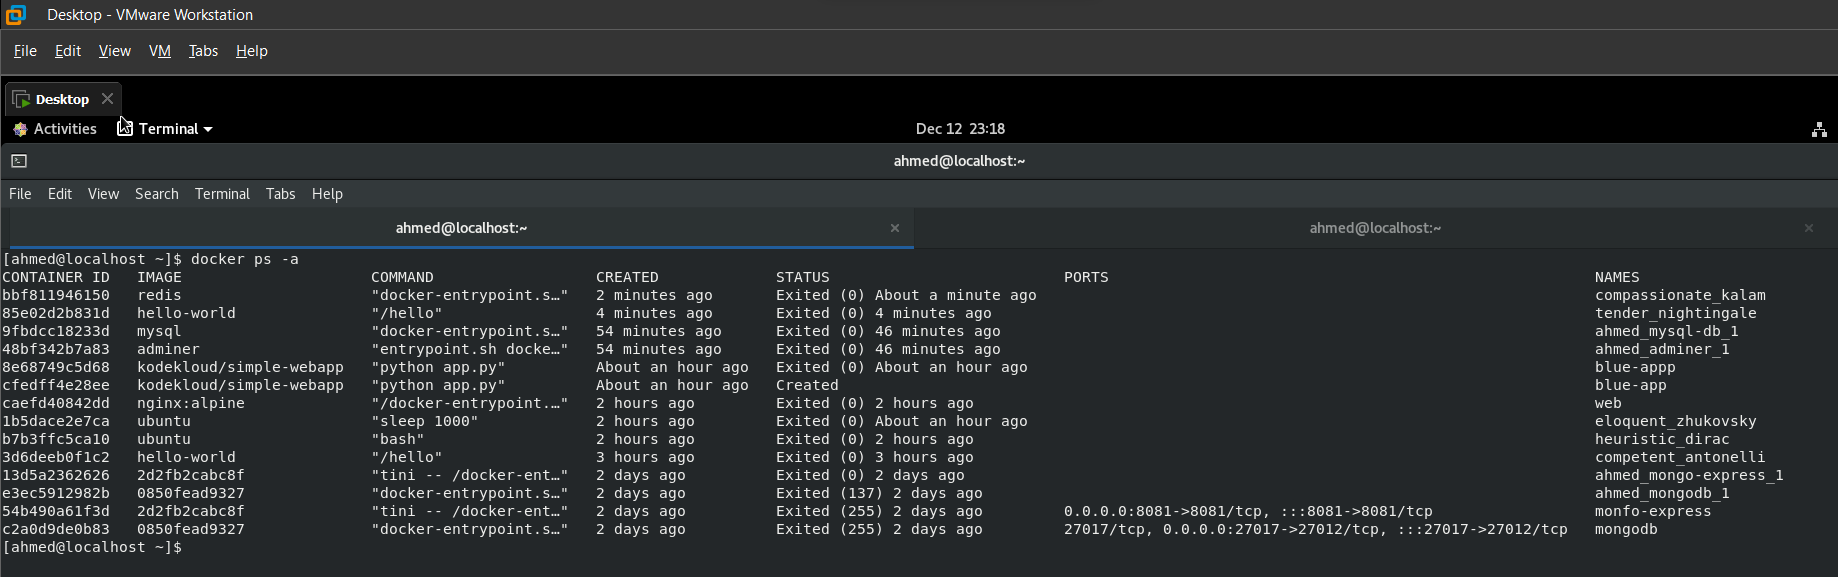 Desktop - VMware Workstation
File Edit View VM Tabs Help
Desktop
Activities Terminal Dec 12 23:18
ahmed@localhost:~
File Edit View Search Terminal Tabs Help
ahmed@localhost:~ ahmed@localhost:~
[ahmed@localhost ~]$ docker ps -a
CONTAINER ID IMAGE COMMAND CREATED STATUS PORTS NAMES
bbf811946150 redis "docker-entrypoint.s…" 2 minutes ago Exited (0) About a minute ago compassionate_kalam
85e02d2b831d hello-world "/hello" 4 minutes ago Exited (0) 4 minutes ago tender_nightingale
9fbdcc18233d mysql "docker-entrypoint.s…" 54 minutes ago Exited (0) 46 minutes ago ahmed_mysql-db_1
48bf342b7a83 adminer "entrypoint.sh docke…" 54 minutes ago Exited (0) 46 minutes ago ahmed_adminer_1
8e68749c5d68 kodekloud/simple-webapp "python app.py" About an hour ago Exited (0) About an hour ago blue-appp
cfedff4e28ee kodekloud/simple-webapp "python app.py" About an hour ago Created blue-app
caefd40842dd nginx:alpine "/docker-entrypoint.…" 2 hours ago Exited (0) 2 hours ago web
1b5dace2e7ca ubuntu "sleep 1000" 2 hours ago Exited (0) About an hour ago eloquent_zhukovsky
b7b3ffc5ca10 ubuntu "bash" 2 hours ago Exited (0) 2 hours ago heuristic_dirac
3d6deeb0f1c2 hello-world "/hello" 3 hours ago Exited (0) 3 hours ago competent_antonelli
13d5a2362626 2d2fb2cabc8f "tini -- /docker-ent…" 2 days ago Exited (0) 2 days ago ahmed_mongo-express_1
e3ec5912982b 0850fead9327 "docker-entrypoint.s…" 2 days ago Exited (137) 2 days ago ahmed_mongodb_1
54b490a61f3d 2d2fb2cabc8f "tini -- /docker-ent…" 2 days ago Exited (255) 2 days ago 0.0.0.0:8081->8081/tcp, :::8081->8081/tcp monfo-express
c2a0d9de0b83 0850fead9327 "docker-entrypoint.s…" 2 days ago Exited (255) 2 days ago 27017/tcp, 0.0.0.0:27017->27012/tcp, :::27017->27012/tcp mongodb
[ahmed@localhost ~]$